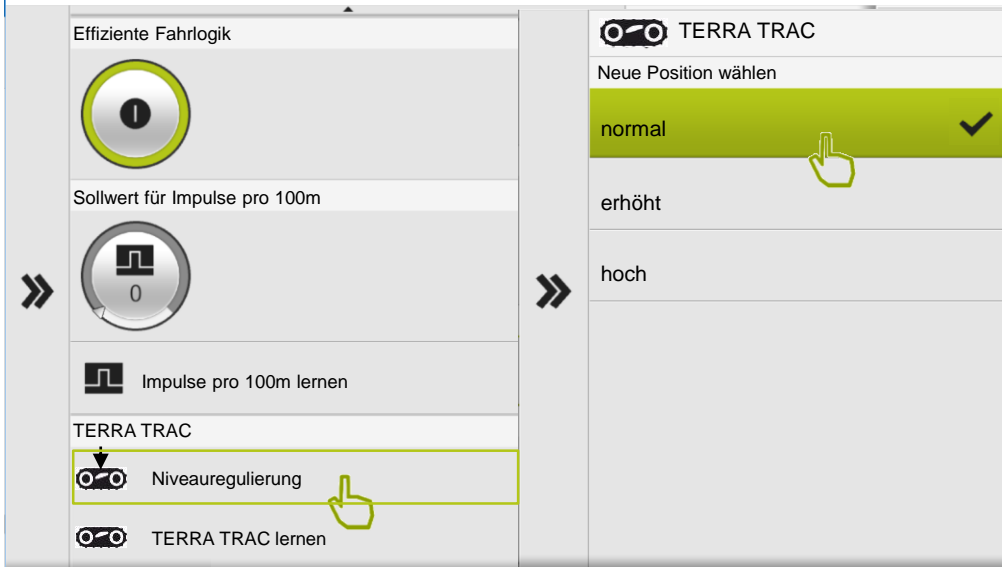 Effiziente Fahrlogik
Sollwert für Impulse pro 100m
0
Impulse pro 100m lernen
TERRA TRAC
Niveauregulierung
TERRA TRAC lernen
TERRA TRAC
Neue Position wählen
normal
erhöht
hoch